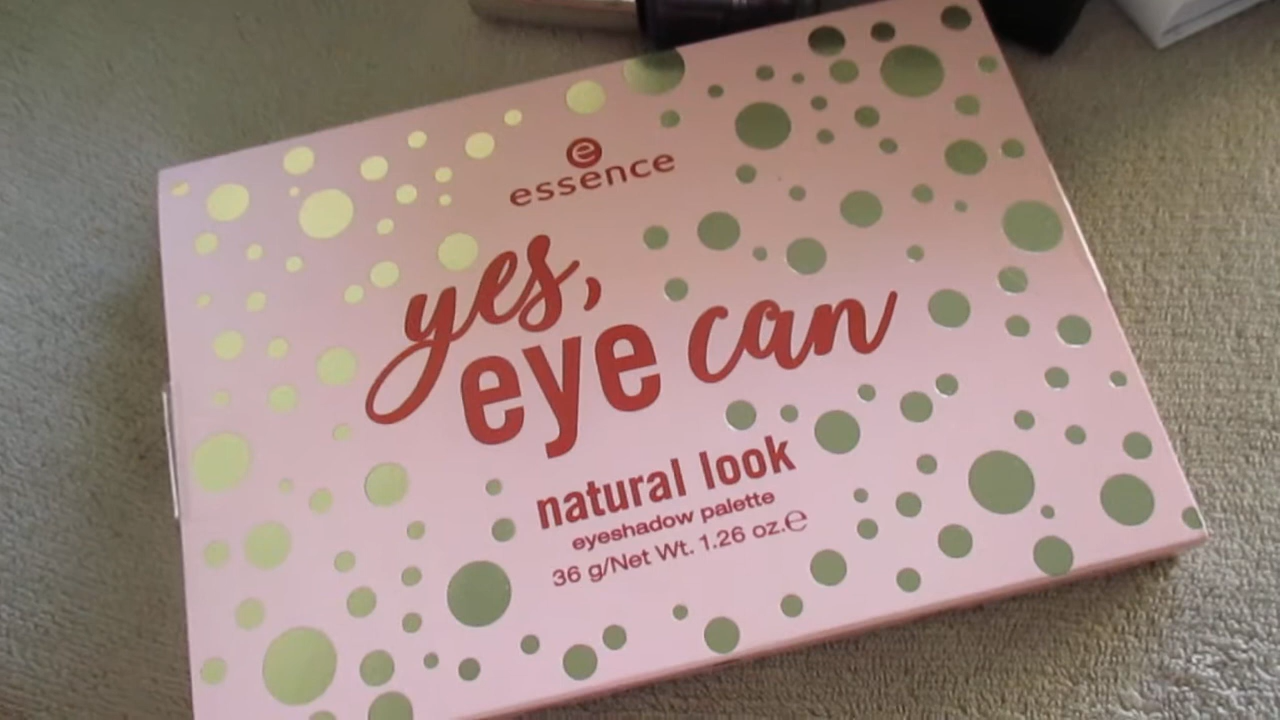 e
essence
yes,
eye can
natural look
eyeshadow palette
36 g/Net Wt. 1.26 oz.℮